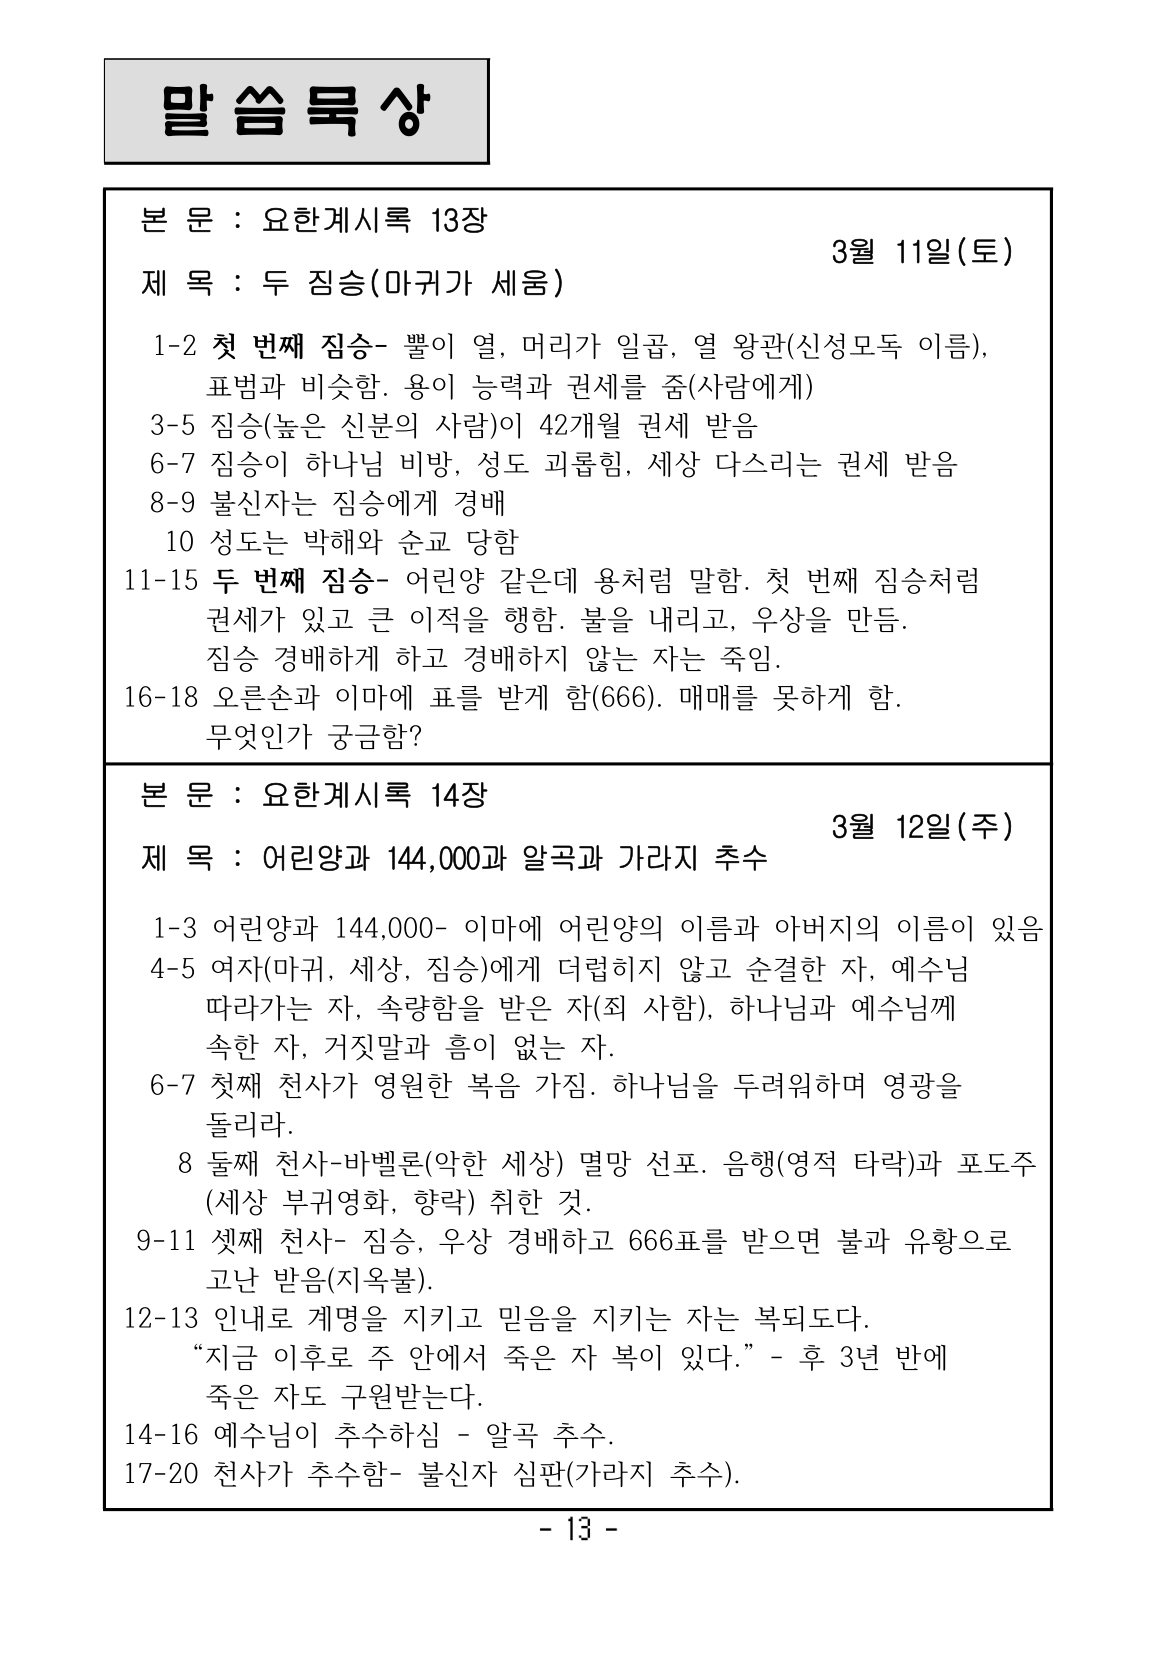 말씀묵상
본 문 : 요한계시록 13장
3월 11일(토)
제 목 : 두 짐승(마귀가 세움)
1-2 첫 번째 짐승- 뿔이 열, 머리가 일곱, 열 왕관(신성모독 이름),
표범과 비슷함. 용이 능력과 권세를 줌(사람에게)
3-5 짐승(높은 신분의 사람)이 42개월 권세 받음
6-7 짐승이 하나님 비방, 성도 괴롭힘, 세상 다스리는 권세 받음
8-9 불신자는 짐승에게 경배
10 성도는 박해와 순교 당함
11-15 두 번째 짐승- 어린양 같은데 용처럼 말함. 첫 번째 짐승처럼
권세가 있고 큰 이적을 행함. 불을 내리고, 우상을 만듬.
짐승 경배하게 하고 경배하지 않는 자는 죽임.
16-18 오른손과 이마에 표를 받게 함(666). 매매를 못하게 함.
무엇인가 궁금함?
본 문 : 요한계시록 14장
3월 12일(주)
제 목 : 어린양과 144,000과 알곡과 가라지 추수
1-3 어린양과 144,000- 이마에 어린양의 이름과 아버지의 이름이 있음
4-5 여자(마귀, 세상, 짐승)에게 더럽히지 않고 순결한 자, 예수님
따라가는 자, 속량함을 받은 자(죄 사함), 하나님과 예수님께
속한 자, 거짓말과 흠이 없는 자.
6-7 첫째 천사가 영원한 복음 가짐. 하나님을 두려워하며 영광을
돌리라.
8 둘째 천사-바벨론(악한 세상) 멸망 선포. 음행(영적 타락)과 포도주
(세상 부귀영화, 향락) 취한 것.
9-11 셋째 천사- 짐승, 우상 경배하고 666표를 받으면 불과 유황으로
고난 받음(지옥불).
12-13 인내로 계명을 지키고 믿음을 지키는 자는 복되도다.
“지금 이후로 주 안에서 죽은 자 복이 있다.” - 후 3년 반에
죽은 자도 구원받는다.
14-16 예수님이 추수하심 - 알곡 추수.
17-20 천사가 추수함- 불신자 심판(가라지 추수).
- 13 -